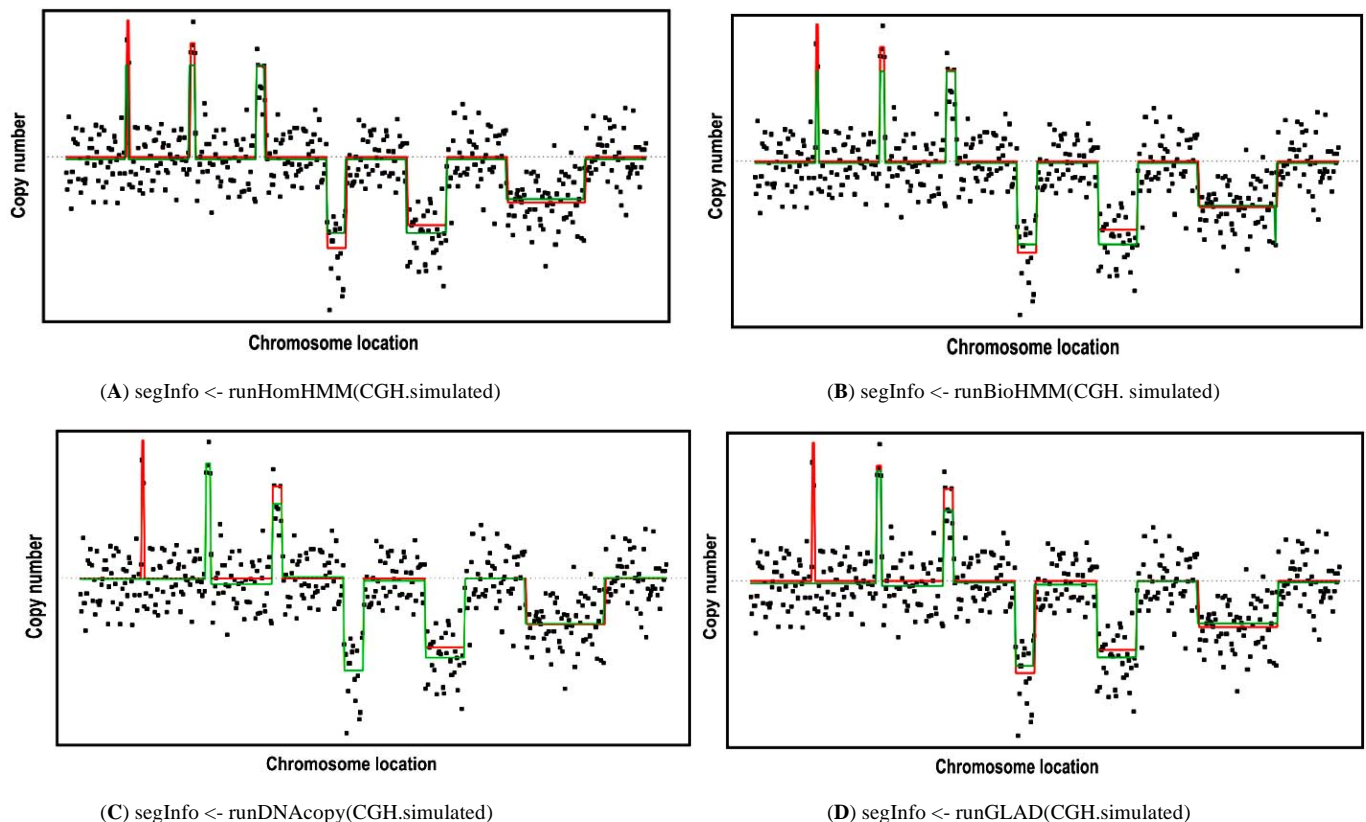 Copy number
Chromosome location
(A) segInfo <- runHomHMM(CGH.simulated)
Copy number
Chromosome location
(B) segInfo <- runBioHMM(CGH. simulated)
Copy number
Chromosome location
(C) segInfo <- runDNAcopy(CGH.simulated)
Copy number
Chromosome location
(D) segInfo <- runGLAD(CGH.simulated)